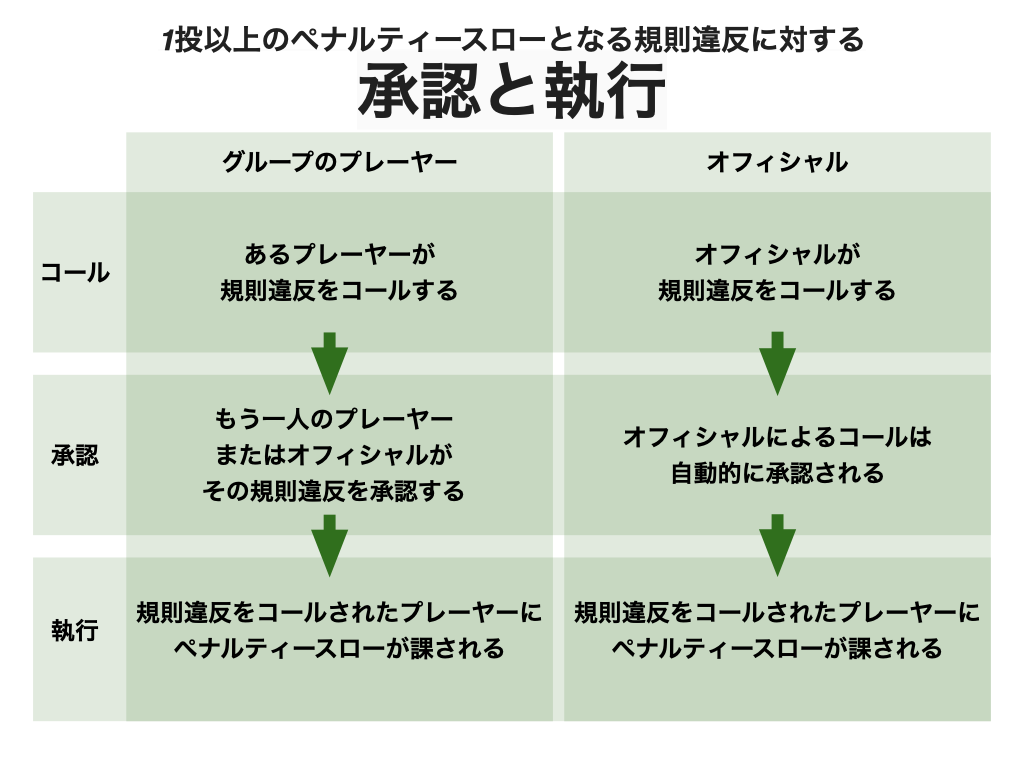 1投以上のペナルティースローとなる規則違反に対する
承認と執行
グループのプレーヤー
オフィシャル
コール
あるプレーヤーが
規則違反をコールする
オフィシャルが
規則違反をコールする
承認
もう一人のプレーヤー
またはオフィシャルが
その規則違反を承認する
オフィシャルによるコールは
自動的に承認される
執行
規則違反をコールされたプレーヤーに
ペナルティースローが課される
規則違反をコールされたプレーヤーに
ペナルティースローが課される